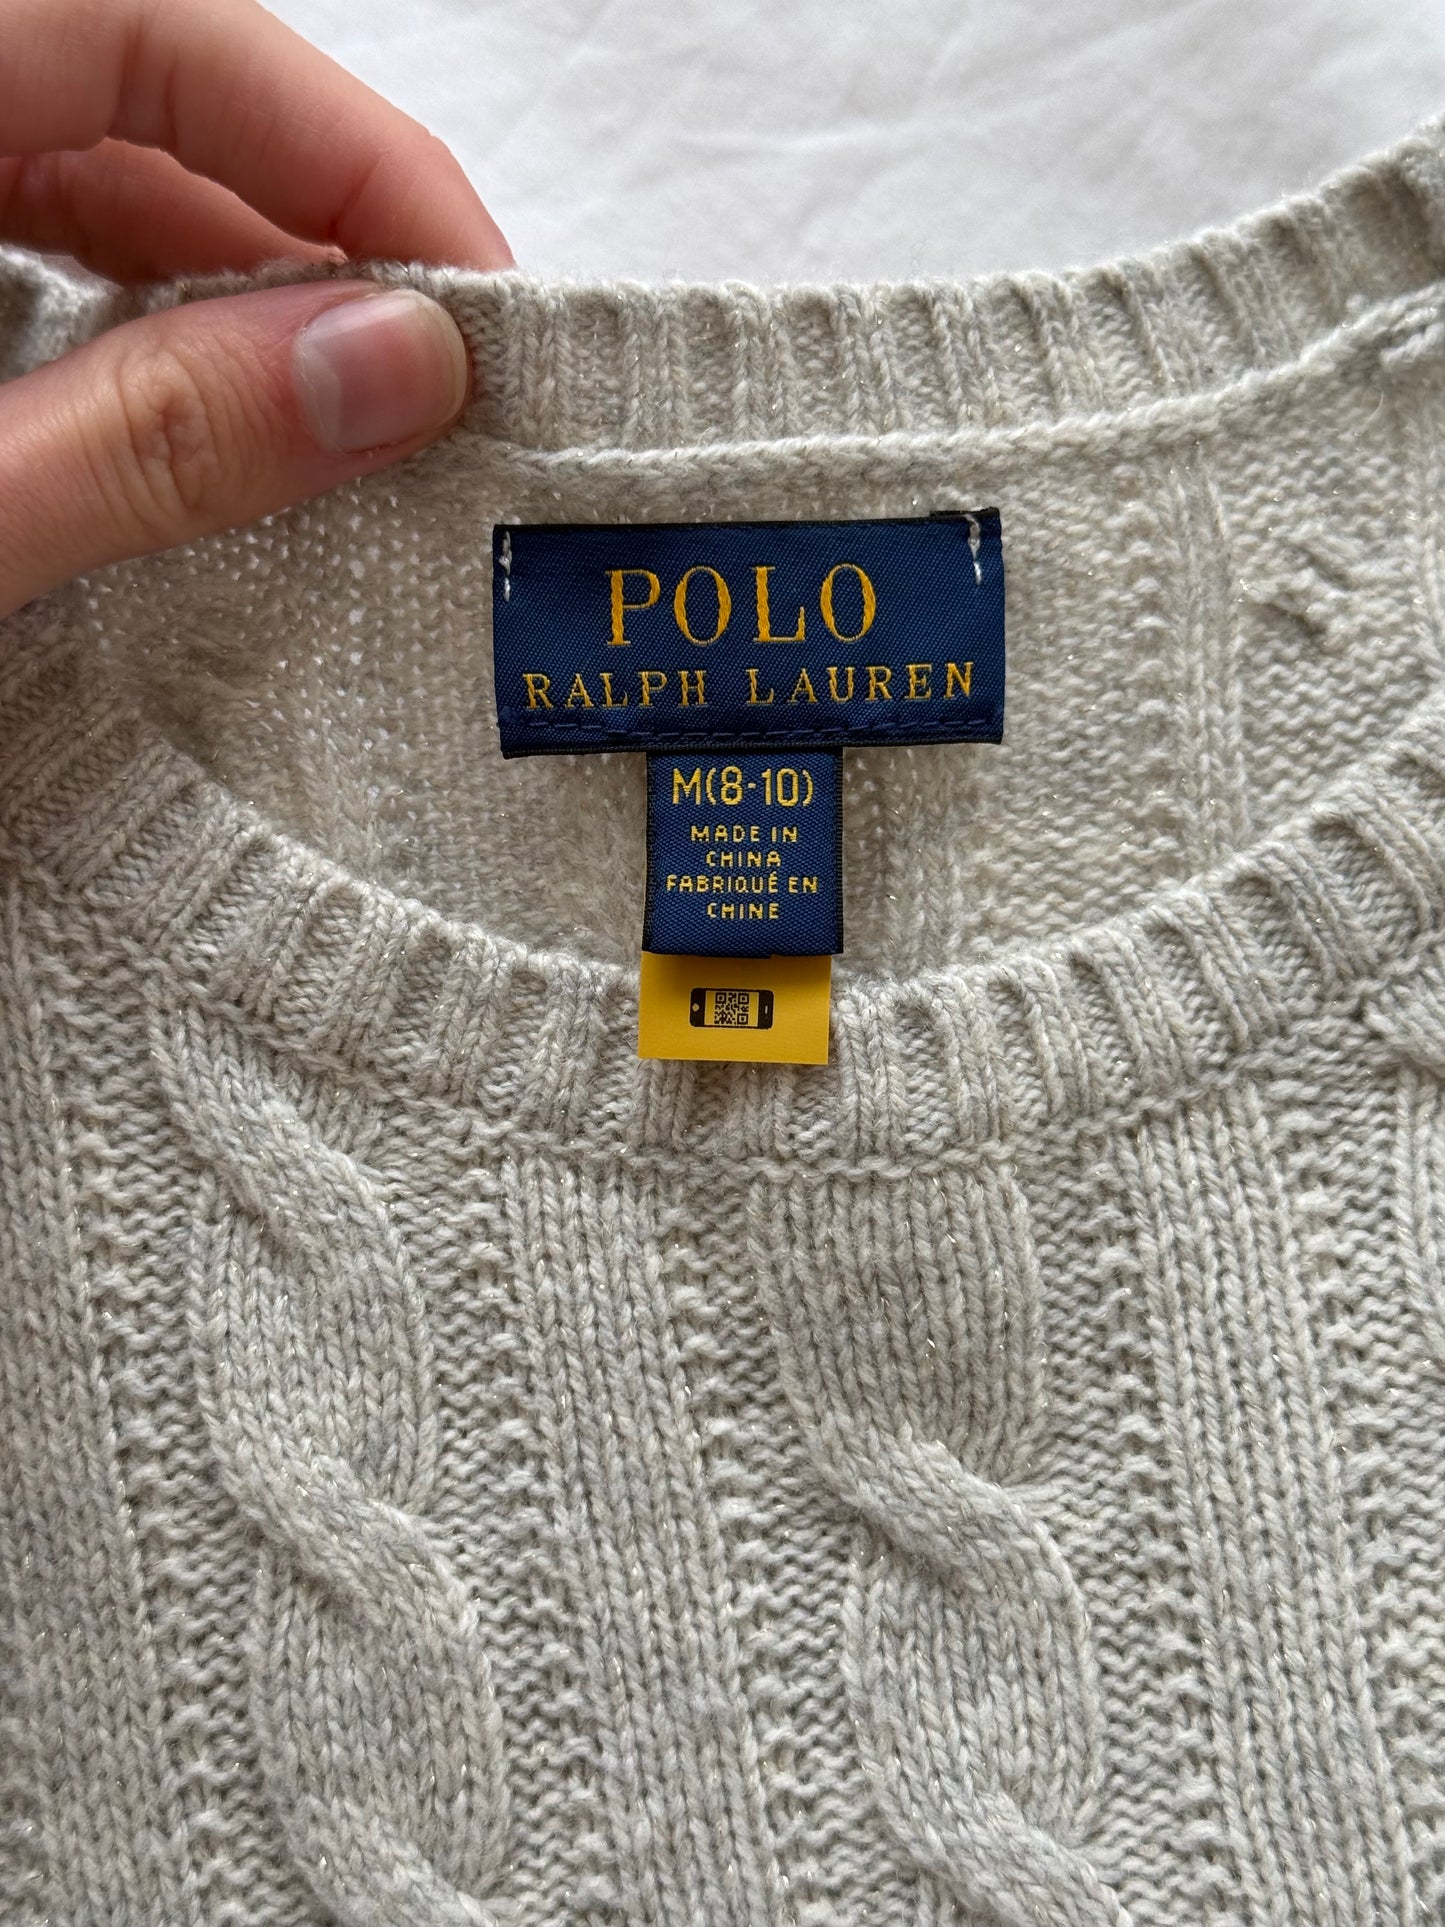 POLO
RALPH LAUREN
M(8-10)
MADE IN
CHINA
FABRIQUÉ EN
CHINE